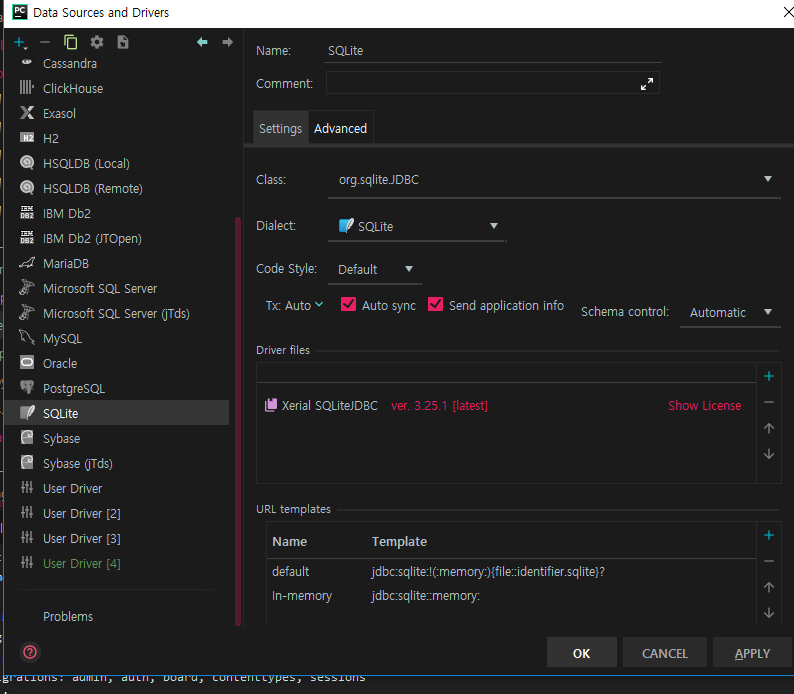 PC Data Sources and Drivers
Name: SQLite
Comment:
Settings Advanced
Class: org.sqlite.JDBC
Dialect: SQLite
Code Style: Default
Tx: Auto Auto sync Send application info Schema control: Automatic
Driver files
Xerial SQLiteJDBC ver. 3.25.1 [latest] Show License
URL templates
Name Template
default jdbc:sqlite:!(:memory:){file::identifier.sqlite}?
In-memory jdbc:sqlite::memory:
Cassandra
ClickHouse
Exasol
H2 H2
HSQLDB (Local)
HSQLDB (Remote)
IBM DB2 IBM Db2
IBM DB2 IBM Db2 (JTOpen)
MariaDB
Microsoft SQL Server
Microsoft SQL Server (jTds)
MySQL
Oracle
PostgreSQL
SQLite
Sybase
Sybase (jTds)
User Driver
User Driver [2]
User Driver [3]
User Driver [4]
Problems
OK CANCEL APPLY
grations: admin, auth, board, contenttypes, sessions